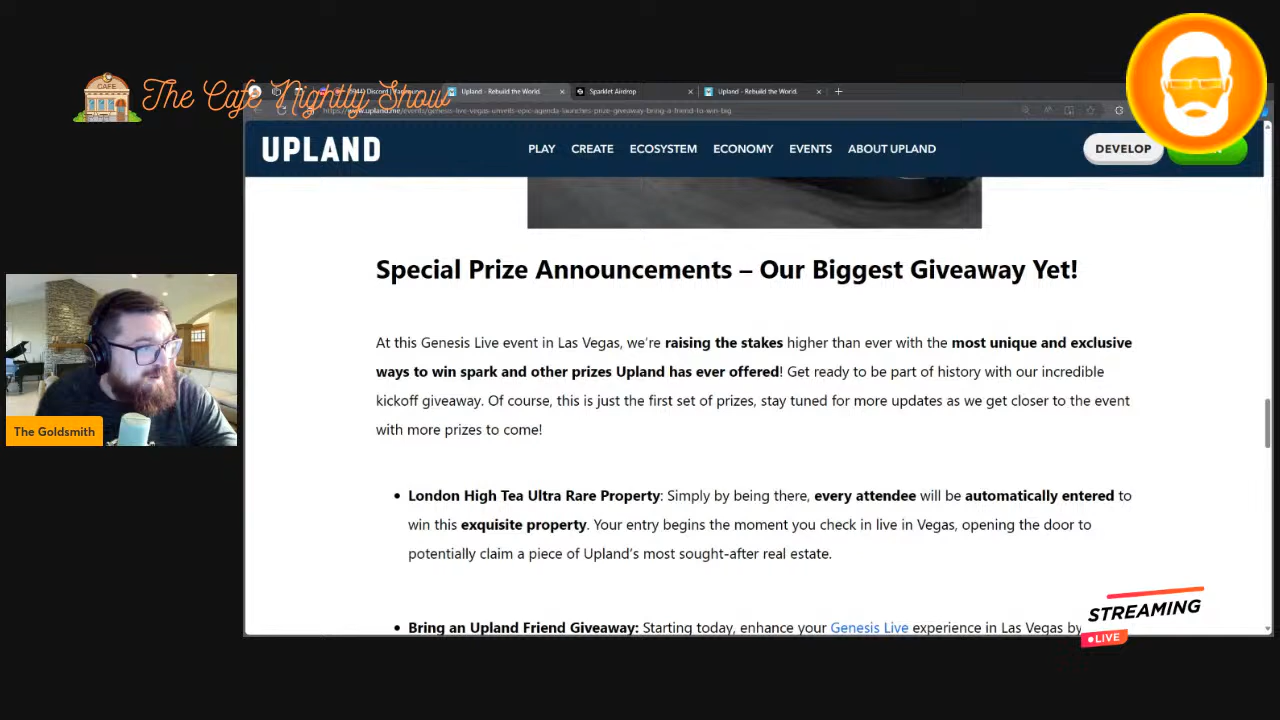 The Cafe Nightly Show
Upland - Rebuild the World.
Sparklet Airdrop
Upland - Rebuild the World.
UPLAND
PLAY
CREATE
ECOSYSTEM
ECONOMY
EVENTS
ABOUT UPLAND
DEVELOP
Special Prize Announcements – Our Biggest Giveaway Yet!
At this Genesis Live event in Las Vegas, we're raising the stakes higher than ever with the most unique and exclusive
ways to win spark and other prizes Upland has ever offered! Get ready to be part of history with our incredible
kickoff giveaway. Of course, this is just the first set of prizes, stay tuned for more updates as we get closer to the event
with more prizes to come!
• London High Tea Ultra Rare Property: Simply by being there, every attendee will be automatically entered to
win this exquisite property. Your entry begins the moment you check in live in Vegas, opening the door to
potentially claim a piece of Upland's most sought-after real estate.
• Bring an Upland Friend Giveaway: Starting today, enhance your Genesis Live experience in Las Vegas by
The Goldsmith
STREAMING
LIVE